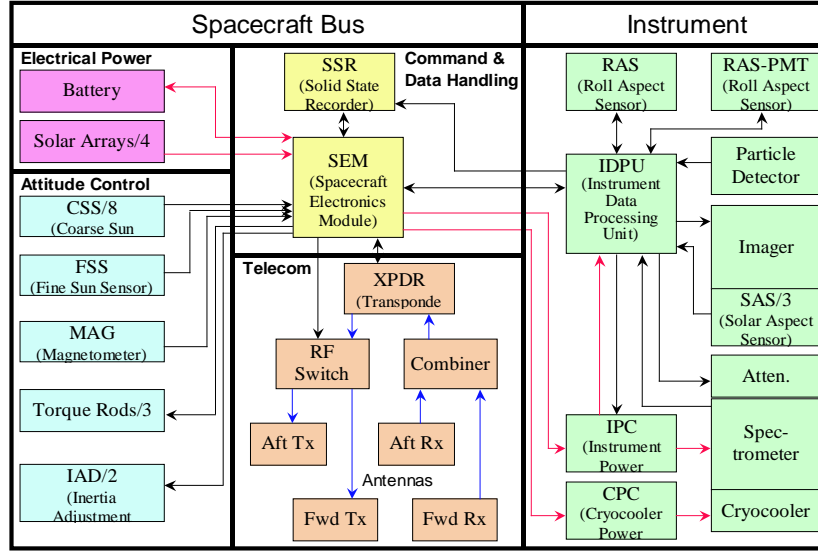 Spacecraft Bus
Instrument
Electrical Power
Battery
Solar Arrays/4
Attitude Control
CSS/8
(Coarse Sun
FSS
(Fine Sun Sensor)
MAG
(Magnetometer)
Torque Rods/3
IAD/2
(Inertia
Adjustment
SSR
(Solid State
Recorder)
Command &
Data Handling
SEM
(Spacecraft
Electronics
Module)
Telecom
XPDR
(Transponde
RF
Switch
Combiner
Aft Tx
Aft Rx
Antennas
Fwd Tx
Fwd Rx
RAS
(Roll Aspect
Sensor)
RAS-PMT
(Roll Aspect
Sensor)
IDPU
(Instrument
Data
Processing
Unit)
Particle
Detector
Imager
SAS/3
(Solar Aspect
Sensor)
Atten.
IPC
(Instrument
Power
Spec-
trometer
CPC
(Cryocooler Power
Cryocooler